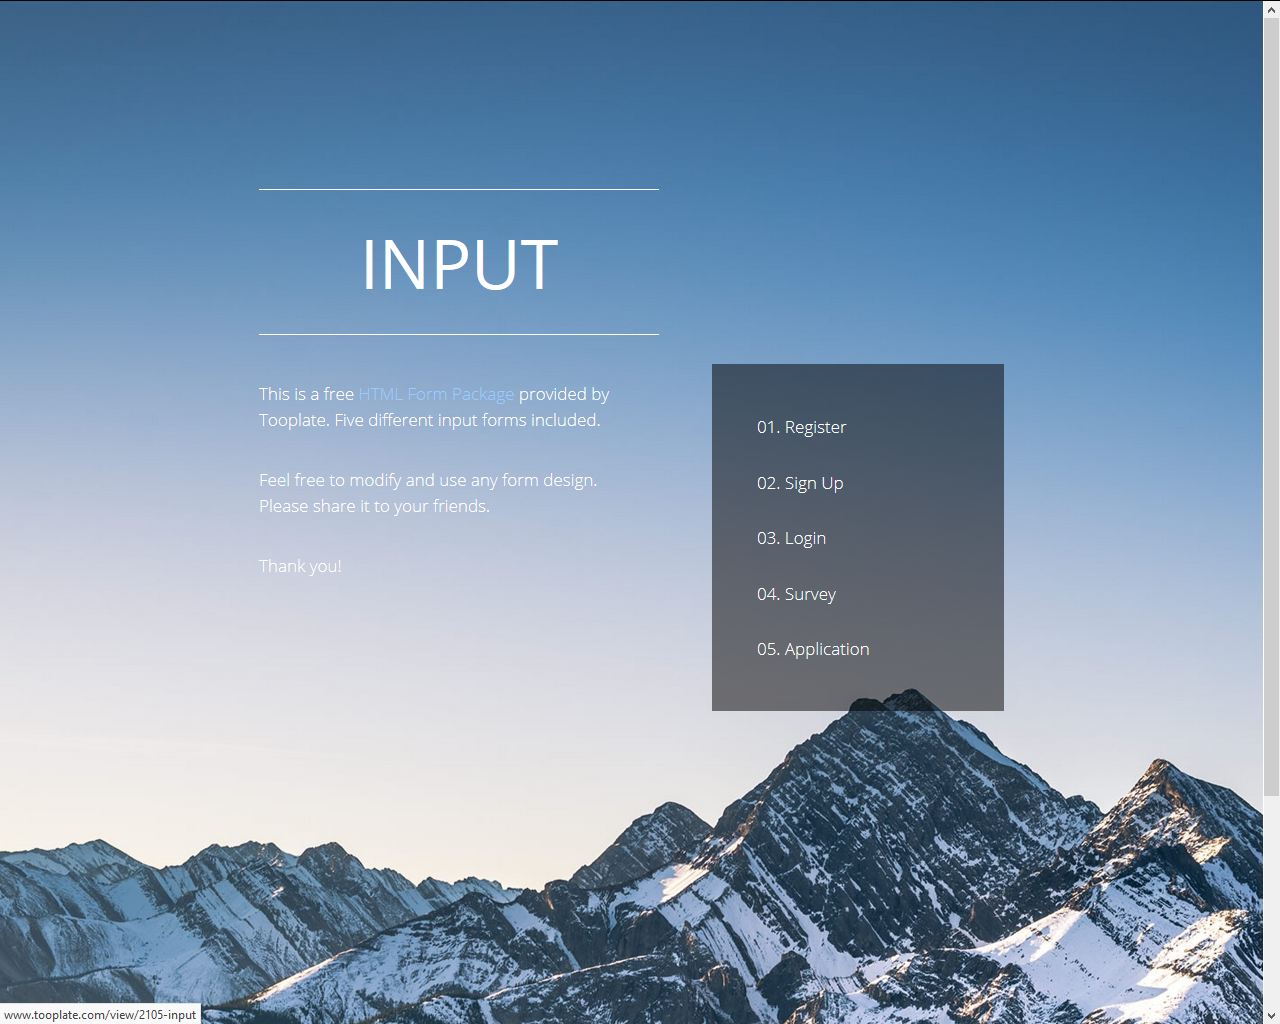 INPUT
This is a free HTML Form Package provided by
Tooplate. Five different input forms included.
Feel free to modify and use any form design.
Please share it to your friends.
Thank you!
01. Register
02. Sign Up
03. Login
04. Survey
05. Application
www.tooplate.com/view/2105-input